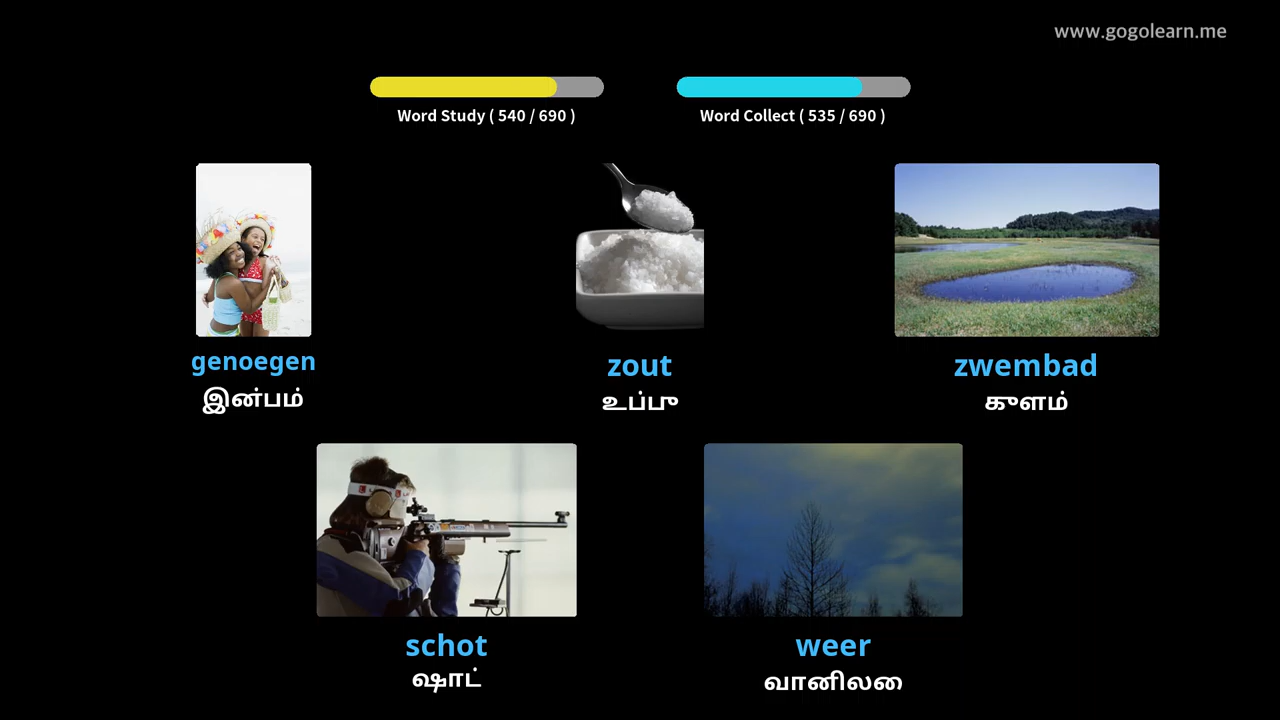 www.gogolearn.me
Word Study ( 540 / 690 )
Word Collect ( 535 / 690 )
genoegen
இன்பம்
zout
உப்பு
zwembad
குளம்
schot
ஷாட்
weer
வானிலை